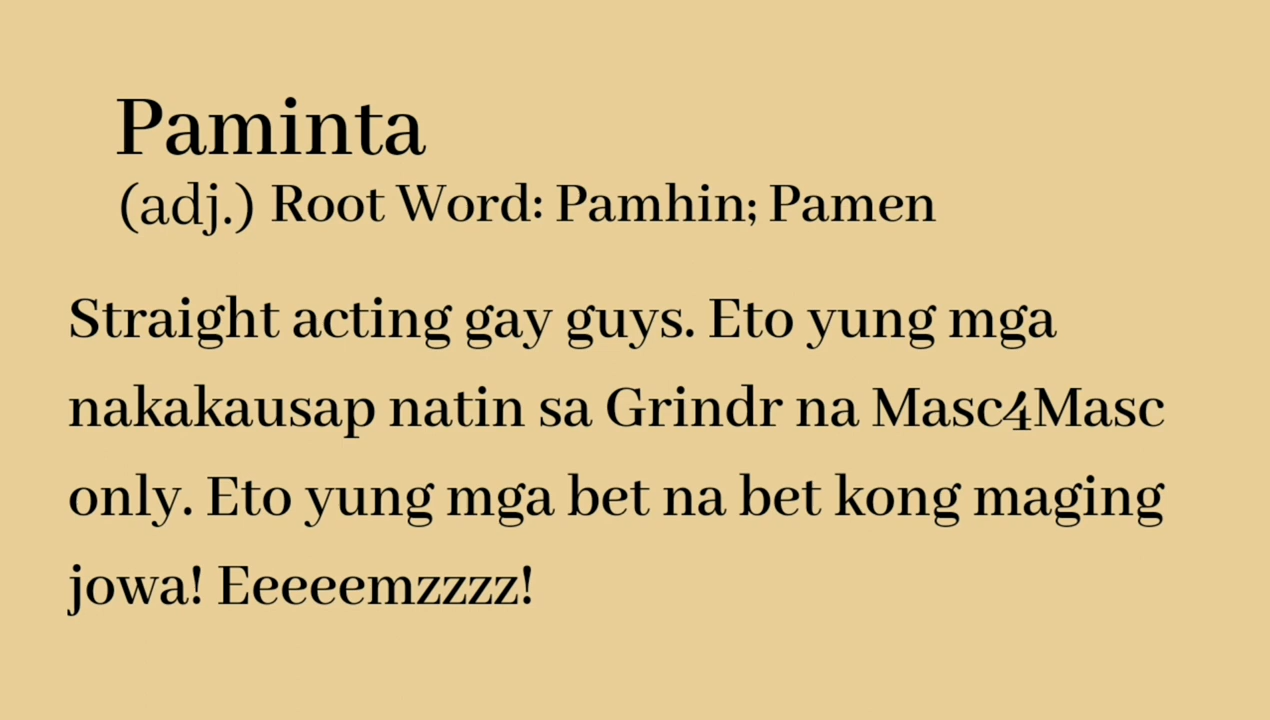 Paminta
(adj.) Root Word: Pamhin; Pamen
Straight acting gay guys. Eto yung mga
nakakausap natin sa Grindr na Masc4Masc
only. Eto yung mga bet na bet kong maging
jowa! Eeeeemzzzz!